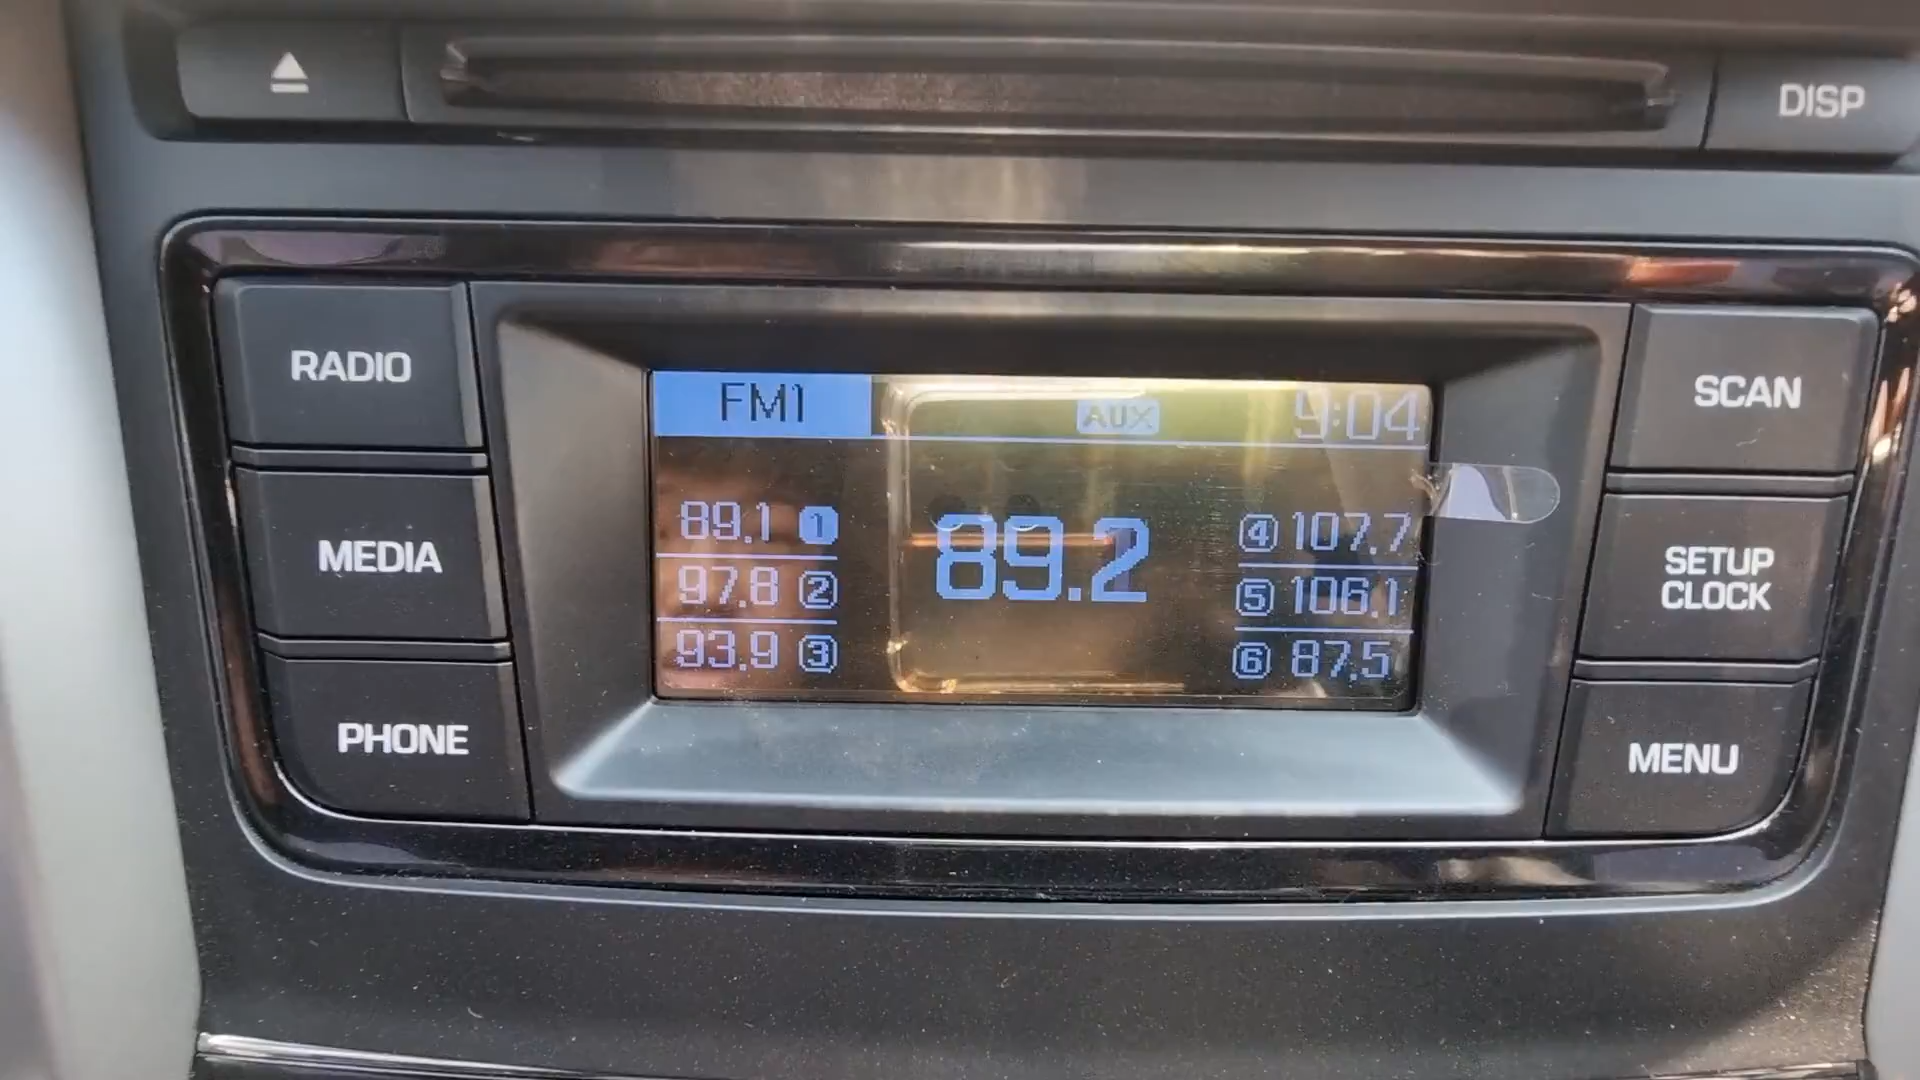 DISP
RADIO
MEDIA
PHONE
FM1
AUX
9:04
89.1 1
97.8 2
93.9 3
89.2
4 107.7
5 106.1
6 87.5
SCAN
SETUP
CLOCK
MENU